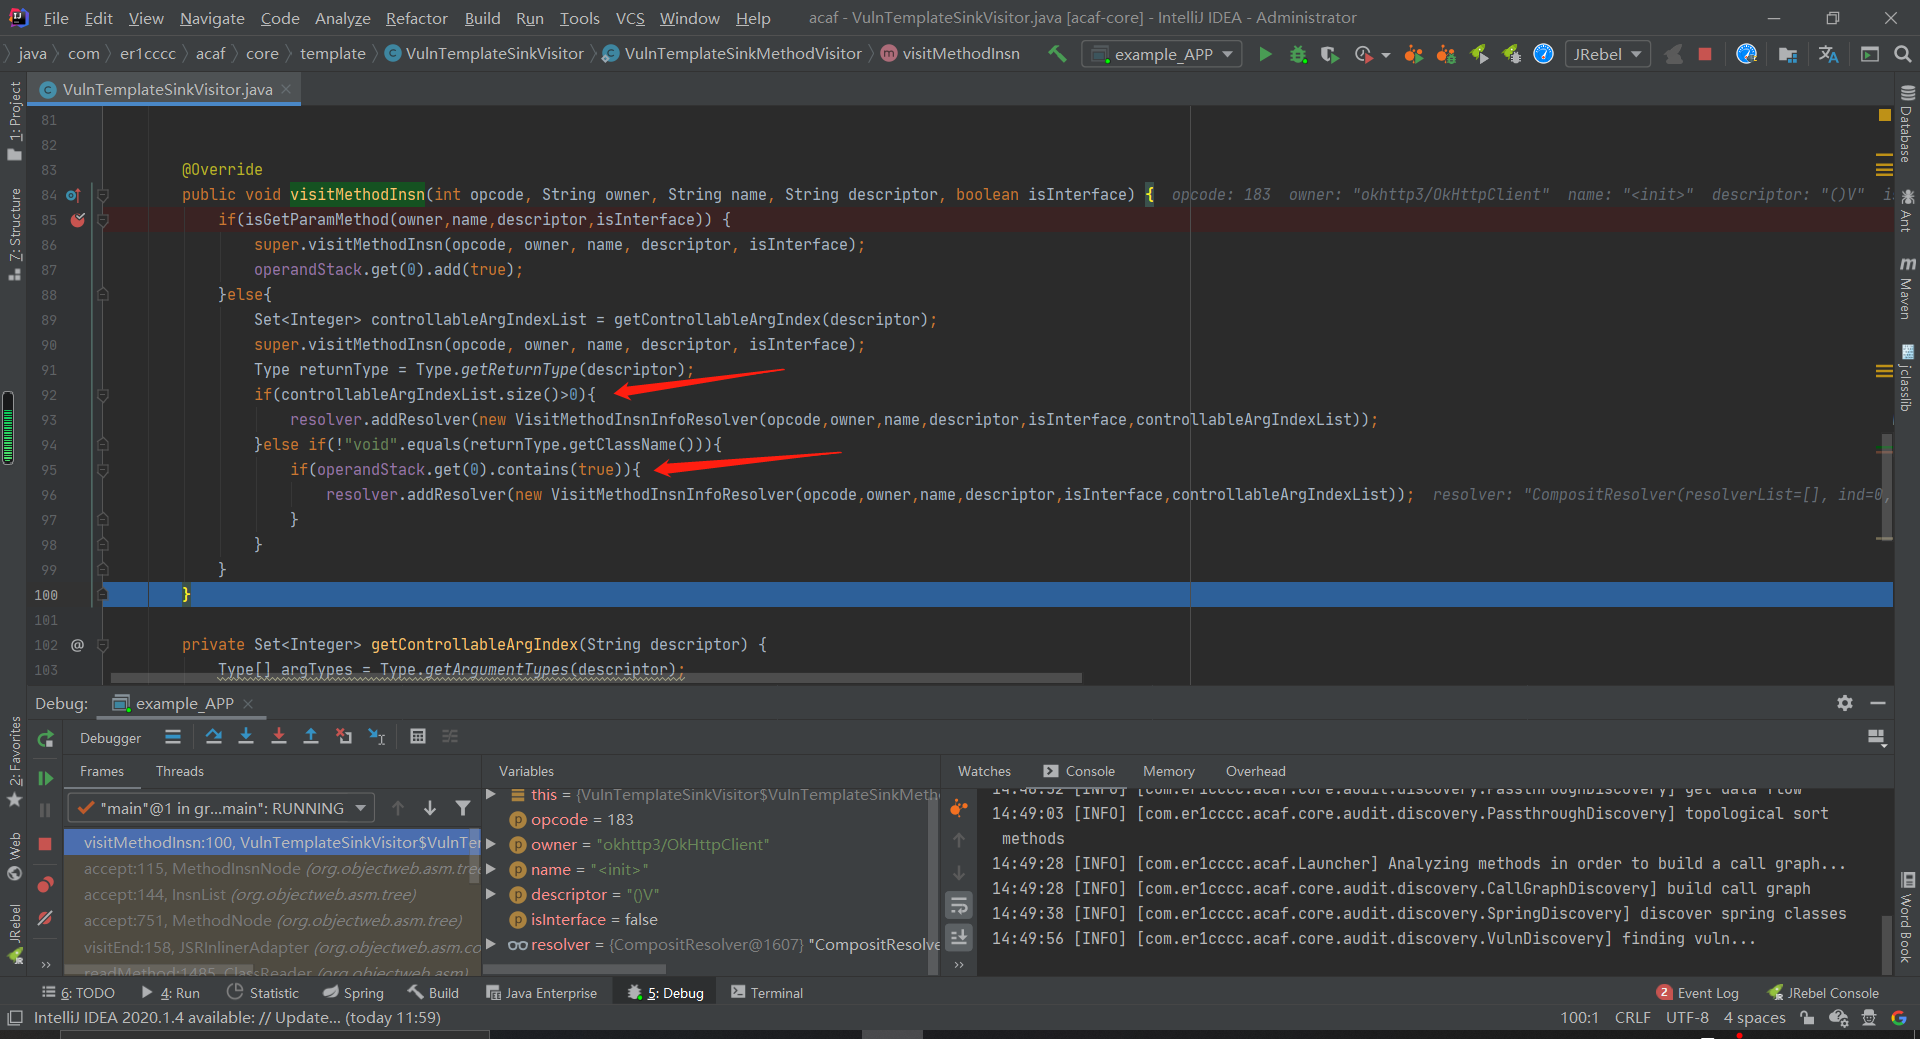 File Edit View Navigate Code Analyze Refactor Build Run Tools VCS Window Help acaf - VulnTemplateSinkVisitor.java [acaf-core] - IntelliJ IDEA - Administrator
java com er1cccc acaf core template VulnTemplateSinkVisitor VulnTemplateSinkMethodVisitor visitMethodInsn example_APP JRebel
VulnTemplateSinkVisitor.java
1: Project
7: Structure
2: Favorites
Web
JRebel
Database
Ant
Maven
jclasslib
Word Book
81
82
83 @Override
84 public void visitMethodInsn(int opcode, String owner, String name, String descriptor, boolean isInterface) { opcode: 183 owner: "okhttp3/OkHttpClient" name: "<init>" descriptor: "()V" is
85 if(isGetParamMethod(owner,name,descriptor,isInterface)) {
86 super.visitMethodInsn(opcode, owner, name, descriptor, isInterface);
87 operandStack.get(0).add(true);
88 }else{
89 Set<Integer> controllableArgIndexList = getControllableArgIndex(descriptor);
90 super.visitMethodInsn(opcode, owner, name, descriptor, isInterface);
91 Type returnType = Type.getReturnType(descriptor);
92 if(controllableArgIndexList.size()>0){
93 resolver.addResolver(new VisitMethodInsnInfoResolver(opcode,owner,name,descriptor,isInterface,controllableArgIndexList));
94 }else if(!"void".equals(returnType.getClassName())){
95 if(operandStack.get(0).contains(true)){
96 resolver.addResolver(new VisitMethodInsnInfoResolver(opcode,owner,name,descriptor,isInterface,controllableArgIndexList)); resolver: "CompositResolver(resolverList=[], ind=0,
97 }
98 }
99 }
100 }
101
102 @ private Set<Integer> getControllableArgIndex(String descriptor) {
103 Type[] argTypes = Type.getArgumentTypes(descriptor);
Debug: example_APP
Debugger
Frames Threads
"main"@1 in gr...main": RUNNING
visitMethodInsn:100, VulnTemplateSinkVisitor$VulnTe
accept:115, MethodInsnNode (org.objectweb.asm.tree)
accept:144, InsnList (org.objectweb.asm.tree)
accept:751, MethodNode (org.objectweb.asm.tree)
visitEnd:158, JSRInlinerAdapter (org.objectweb.asm.co
readMethod:1485, ClassReader (org.objectweb.asm)
Variables
this = {VulnTemplateSinkVisitor$VulnTemplateSinkMetho
opcode = 183
owner = "okhttp3/OkHttpClient"
name = "<init>"
descriptor = "()V"
isInterface = false
resolver = {CompositResolver@1607} "CompositResolve
Watches Console Memory Overhead
14:48:52 [INFO] [com.er1cccc.acaf.core.audit.discovery.PassthroughDiscovery] get data flow
14:49:03 [INFO] [com.er1cccc.acaf.core.audit.discovery.PassthroughDiscovery] topological sort
methods
14:49:28 [INFO] [com.er1cccc.acaf.Launcher] Analyzing methods in order to build a call graph...
14:49:28 [INFO] [com.er1cccc.acaf.core.audit.discovery.CallGraphDiscovery] build call graph
14:49:38 [INFO] [com.er1cccc.acaf.core.audit.discovery.SpringDiscovery] discover spring classes
14:49:56 [INFO] [com.er1cccc.acaf.core.audit.discovery.VulnDiscovery] finding vuln...
6: TODO 4: Run Statistic Spring Build Java Enterprise 5: Debug Terminal 2 Event Log JRebel Console
IntelliJ IDEA 2020.1.4 available: // Update... (today 11:59) 100:1 CRLF UTF-8 4 spaces